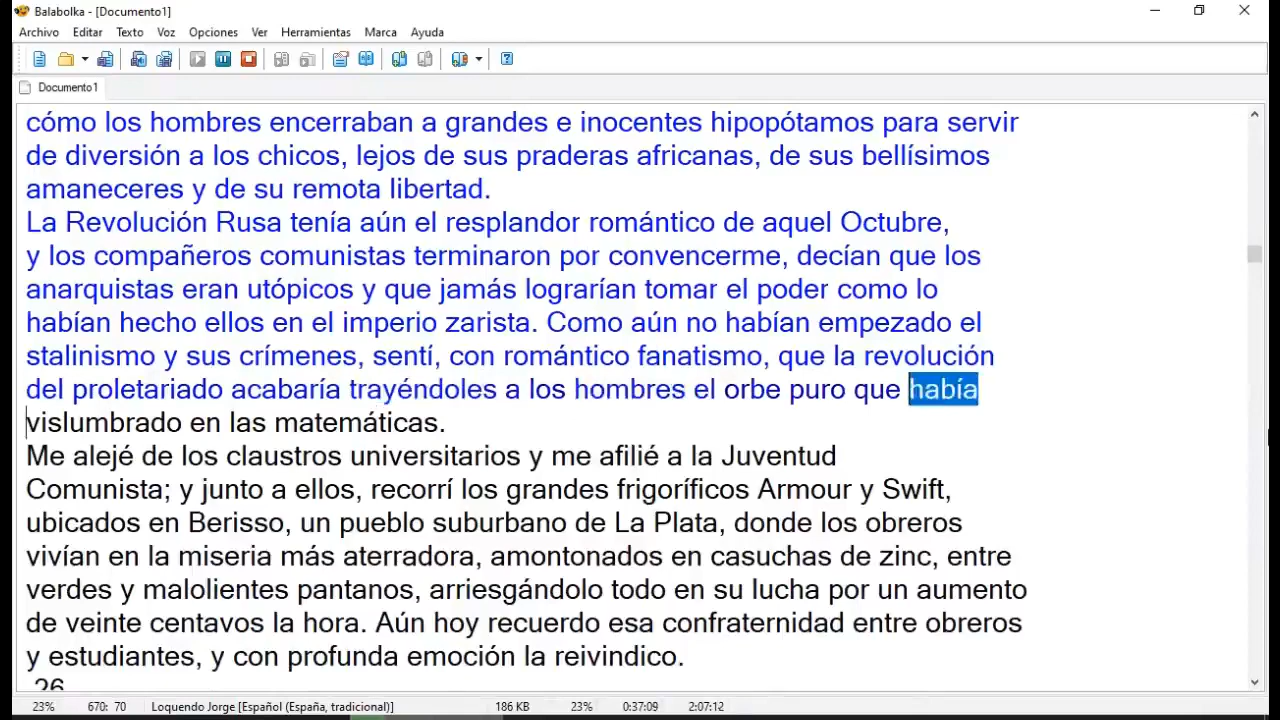 Balabolka - [Documento1]
Archivo Editar Texto Voz Opciones Ver Herramientas Marca Ayuda
Documento1
cómo los hombres encerraban a grandes e inocentes hipopótamos para servir
de diversión a los chicos, lejos de sus praderas africanas, de sus bellísimos
amaneceres y de su remota libertad.
La Revolución Rusa tenía aún el resplandor romántico de aquel Octubre,
y los compañeros comunistas terminaron por convencerme, decían que los
anarquistas eran utópicos y que jamás lograrían tomar el poder como lo
habían hecho ellos en el imperio zarista. Como aún no habían empezado el
stalinismo y sus crímenes, sentí, con romántico fanatismo, que la revolución
del proletariado acabaría trayéndoles a los hombres el orbe puro que había
vislumbrado en las matemáticas.
Me alejé de los claustros universitarios y me afilié a la Juventud
Comunista; y junto a ellos, recorrí los grandes frigoríficos Armour y Swift,
ubicados en Berisso, un pueblo suburbano de La Plata, donde los obreros
vivían en la miseria más aterradora, amontonados en casuchas de zinc, entre
verdes y malolientes pantanos, arriesgándolo todo en su lucha por un aumento
de veinte centavos la hora. Aún hoy recuerdo esa confraternidad entre obreros
y estudiantes, y con profunda emoción la reivindico.
26
23% 670: 70 Loquendo Jorge [Español (España, tradicional)] 186 KB 23% 0:37:09 2:07:12